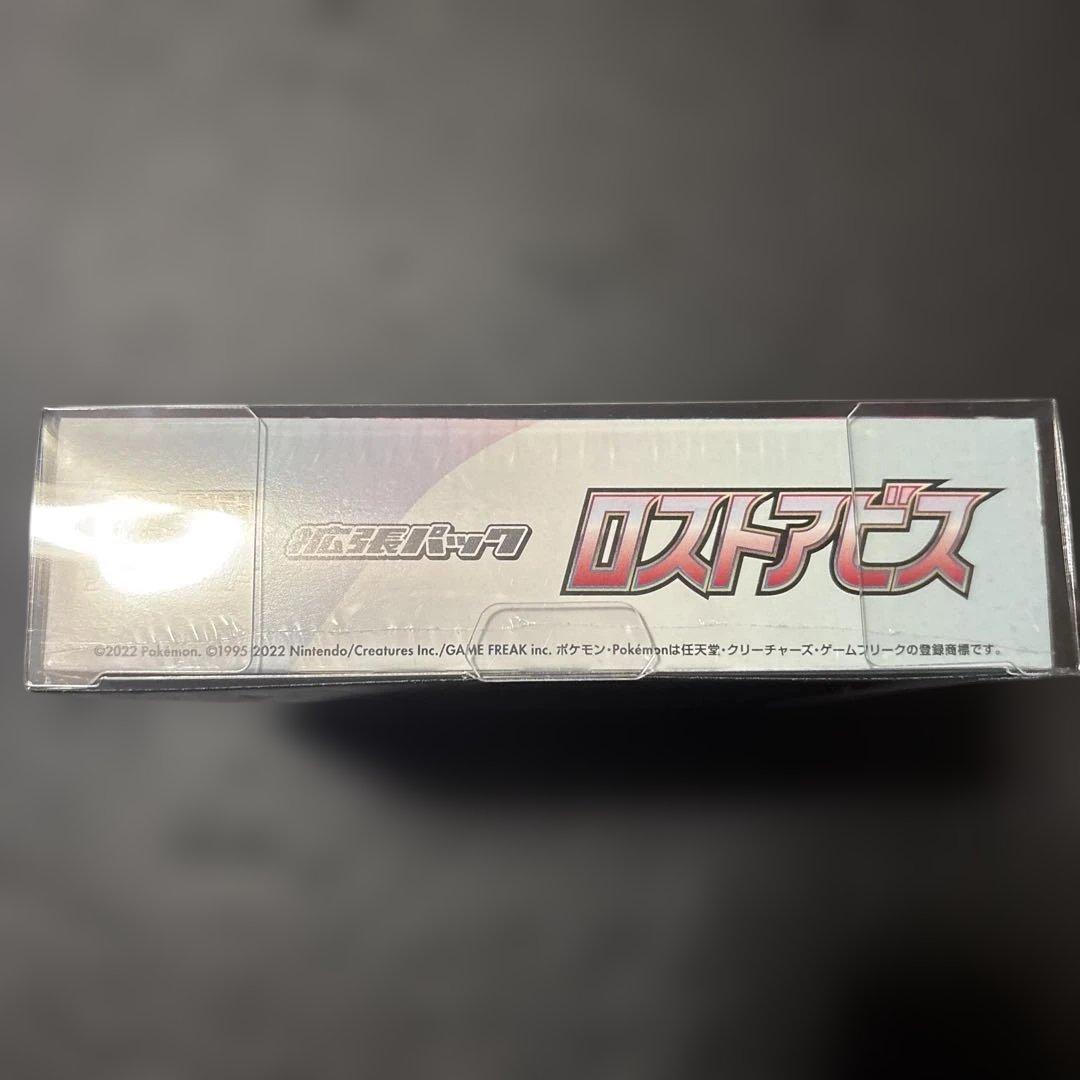 拡張パック
ロストアビス
©2022 Pokémon. ©1995 2022 Nintendo/Creatures Inc./GAME FREAK inc. ポケモン・Pokémonは任天堂・クリーチャーズ・ゲームフリークの登録商標です。